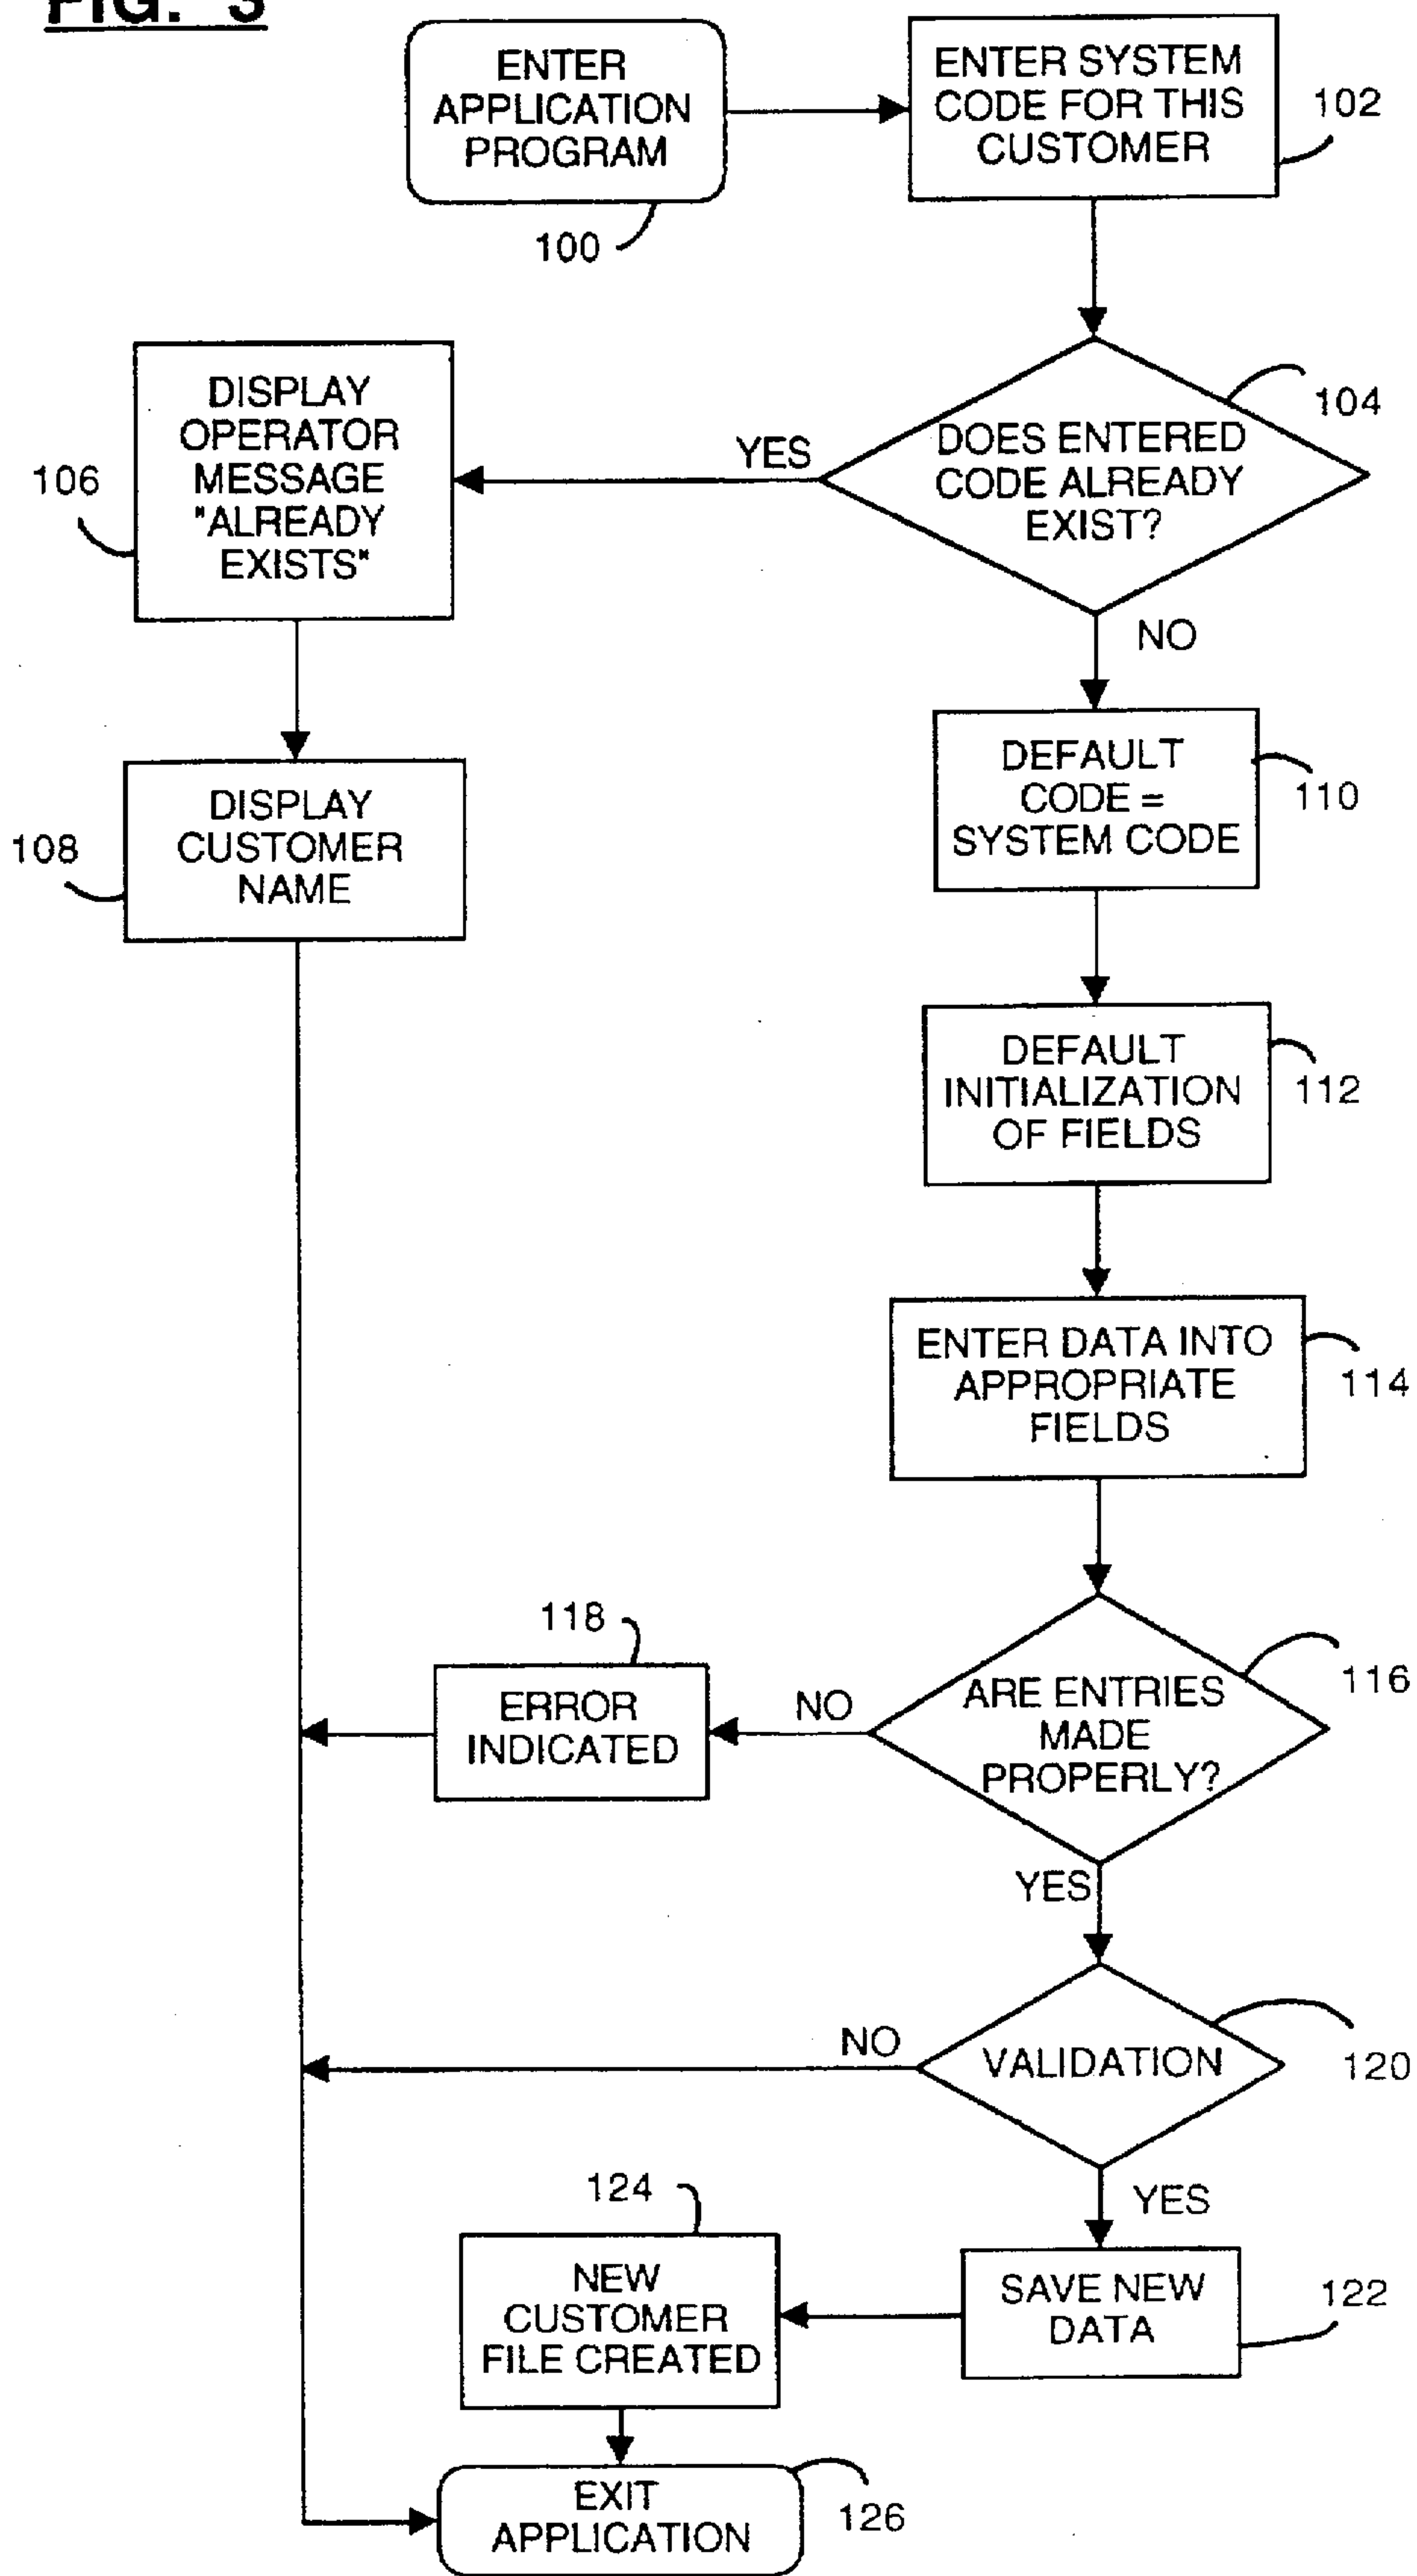 FIG. 3
ENTER
APPLICATION
PROGRAM
100
ENTER SYSTEM
CODE FOR THIS
CUSTOMER
102
DOES ENTERED
CODE ALREADY
EXIST?
104
YES
NO
DISPLAY
OPERATOR
MESSAGE
"ALREADY
EXISTS"
106
DISPLAY
CUSTOMER
NAME
108
DEFAULT
CODE =
SYSTEM CODE
110
DEFAULT
INITIALIZATION
OF FIELDS
112
ENTER DATA INTO
APPROPRIATE
FIELDS
114
ARE ENTRIES
MADE
PROPERLY?
116
NO
YES
118
ERROR
INDICATED
VALIDATION
120
NO
YES
SAVE NEW
DATA
122
124
NEW
CUSTOMER
FILE CREATED
EXIT
APPLICATION
126